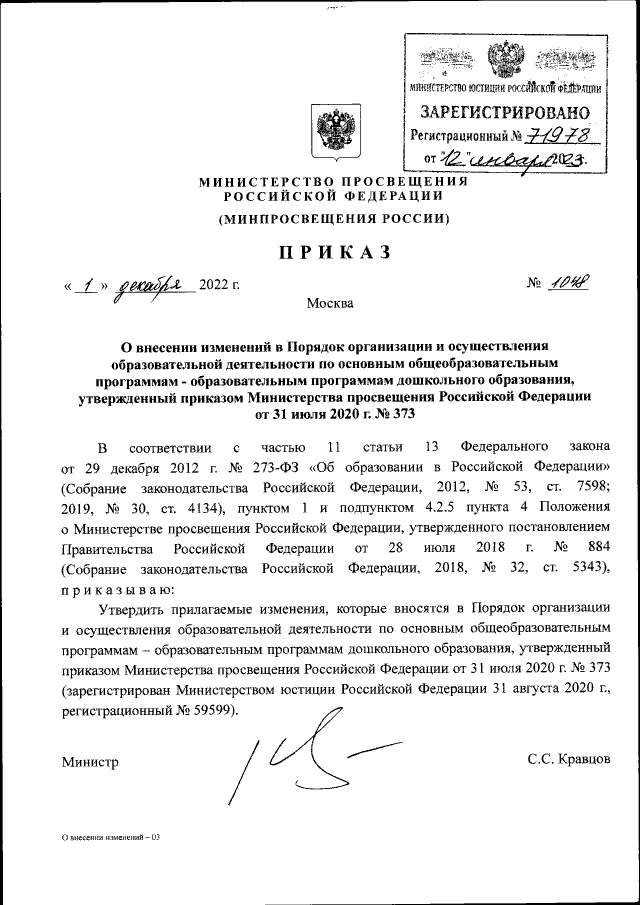 МИНИСТЕРСТВО ЮСТИЦИИ РОССИЙСКОЙ ФЕДЕРАЦИИ
ЗАРЕГИСТРИРОВАНО
Регистрационный № 71978
от "12" января 2023.
МИНИСТЕРСТВО ПРОСВЕЩЕНИЯ
РОССИЙСКОЙ ФЕДЕРАЦИИ
(МИНПРОСВЕЩЕНИЯ РОССИИ)
ПРИКАЗ
« 1 » декабря 2022 г. № 1048
Москва
О внесении изменений в Порядок организации и осуществления
образовательной деятельности по основным общеобразовательным
программам - образовательным программам дошкольного образования,
утвержденный приказом Министерства просвещения Российской Федерации
от 31 июля 2020 г. № 373
В соответствии с частью 11 статьи 13 Федерального закона
от 29 декабря 2012 г. № 273-ФЗ «Об образовании в Российской Федерации»
(Собрание законодательства Российской Федерации, 2012, № 53, ст. 7598;
2019, № 30, ст. 4134), пунктом 1 и подпунктом 4.2.5 пункта 4 Положения
о Министерстве просвещения Российской Федерации, утвержденного постановлением
Правительства Российской Федерации от 28 июля 2018 г. № 884
(Собрание законодательства Российской Федерации, 2018, № 32, ст. 5343),
приказываю:
Утвердить прилагаемые изменения, которые вносятся в Порядок организации
и осуществления образовательной деятельности по основным общеобразовательным
программам – образовательным программам дошкольного образования, утвержденный
приказом Министерства просвещения Российской Федерации от 31 июля 2020 г. № 373
(зарегистрирован Министерством юстиции Российской Федерации 31 августа 2020 г.,
регистрационный № 59599).
Министр С.С. Кравцов
О внесении изменений – 03